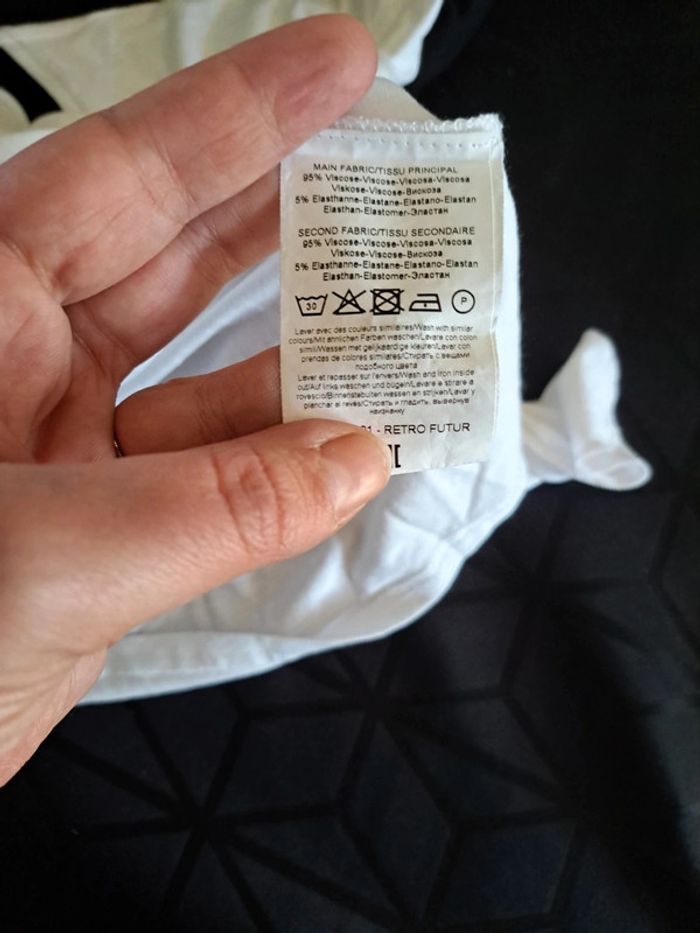 MAIN FABRIC/TISSU PRINCIPAL
95% Viscose-Viscose-Viscosa-Viscosa
Viskose-Viscose-Вискоза
5% Elasthanne-Elastane-Elastano-Elastan
Elasthan-Elastomer-Эластан
SECOND FABRIC/TISSU SECONDAIRE
95% Viscose-Viscose-Viscosa-Viscosa
Viskose-Viscose-Вискоза
5% Elasthanne-Elastane-Elastano-Elastan
Elasthan-Elastomer-Эластан
30 P
Laver avec des couleurs similaires/Wash with similar
colours/Mit ähnlichen Farben waschen/Lavare con colori
simili/Wassen met gelijkaardige kleuren/Lavar con
prendas de colores similares/Стирать с вещами
подобного цвета
Laver et repasser sur l'envers/Wash and iron inside
out/Auf links waschen und bügeln/Lavare e stirare a
rovescio/Binnenstebuiten wassen en strijken/Lavar y
planchar al revés/Стирать и гладить, вывернув
наизнанку
- RETRO FUTUR